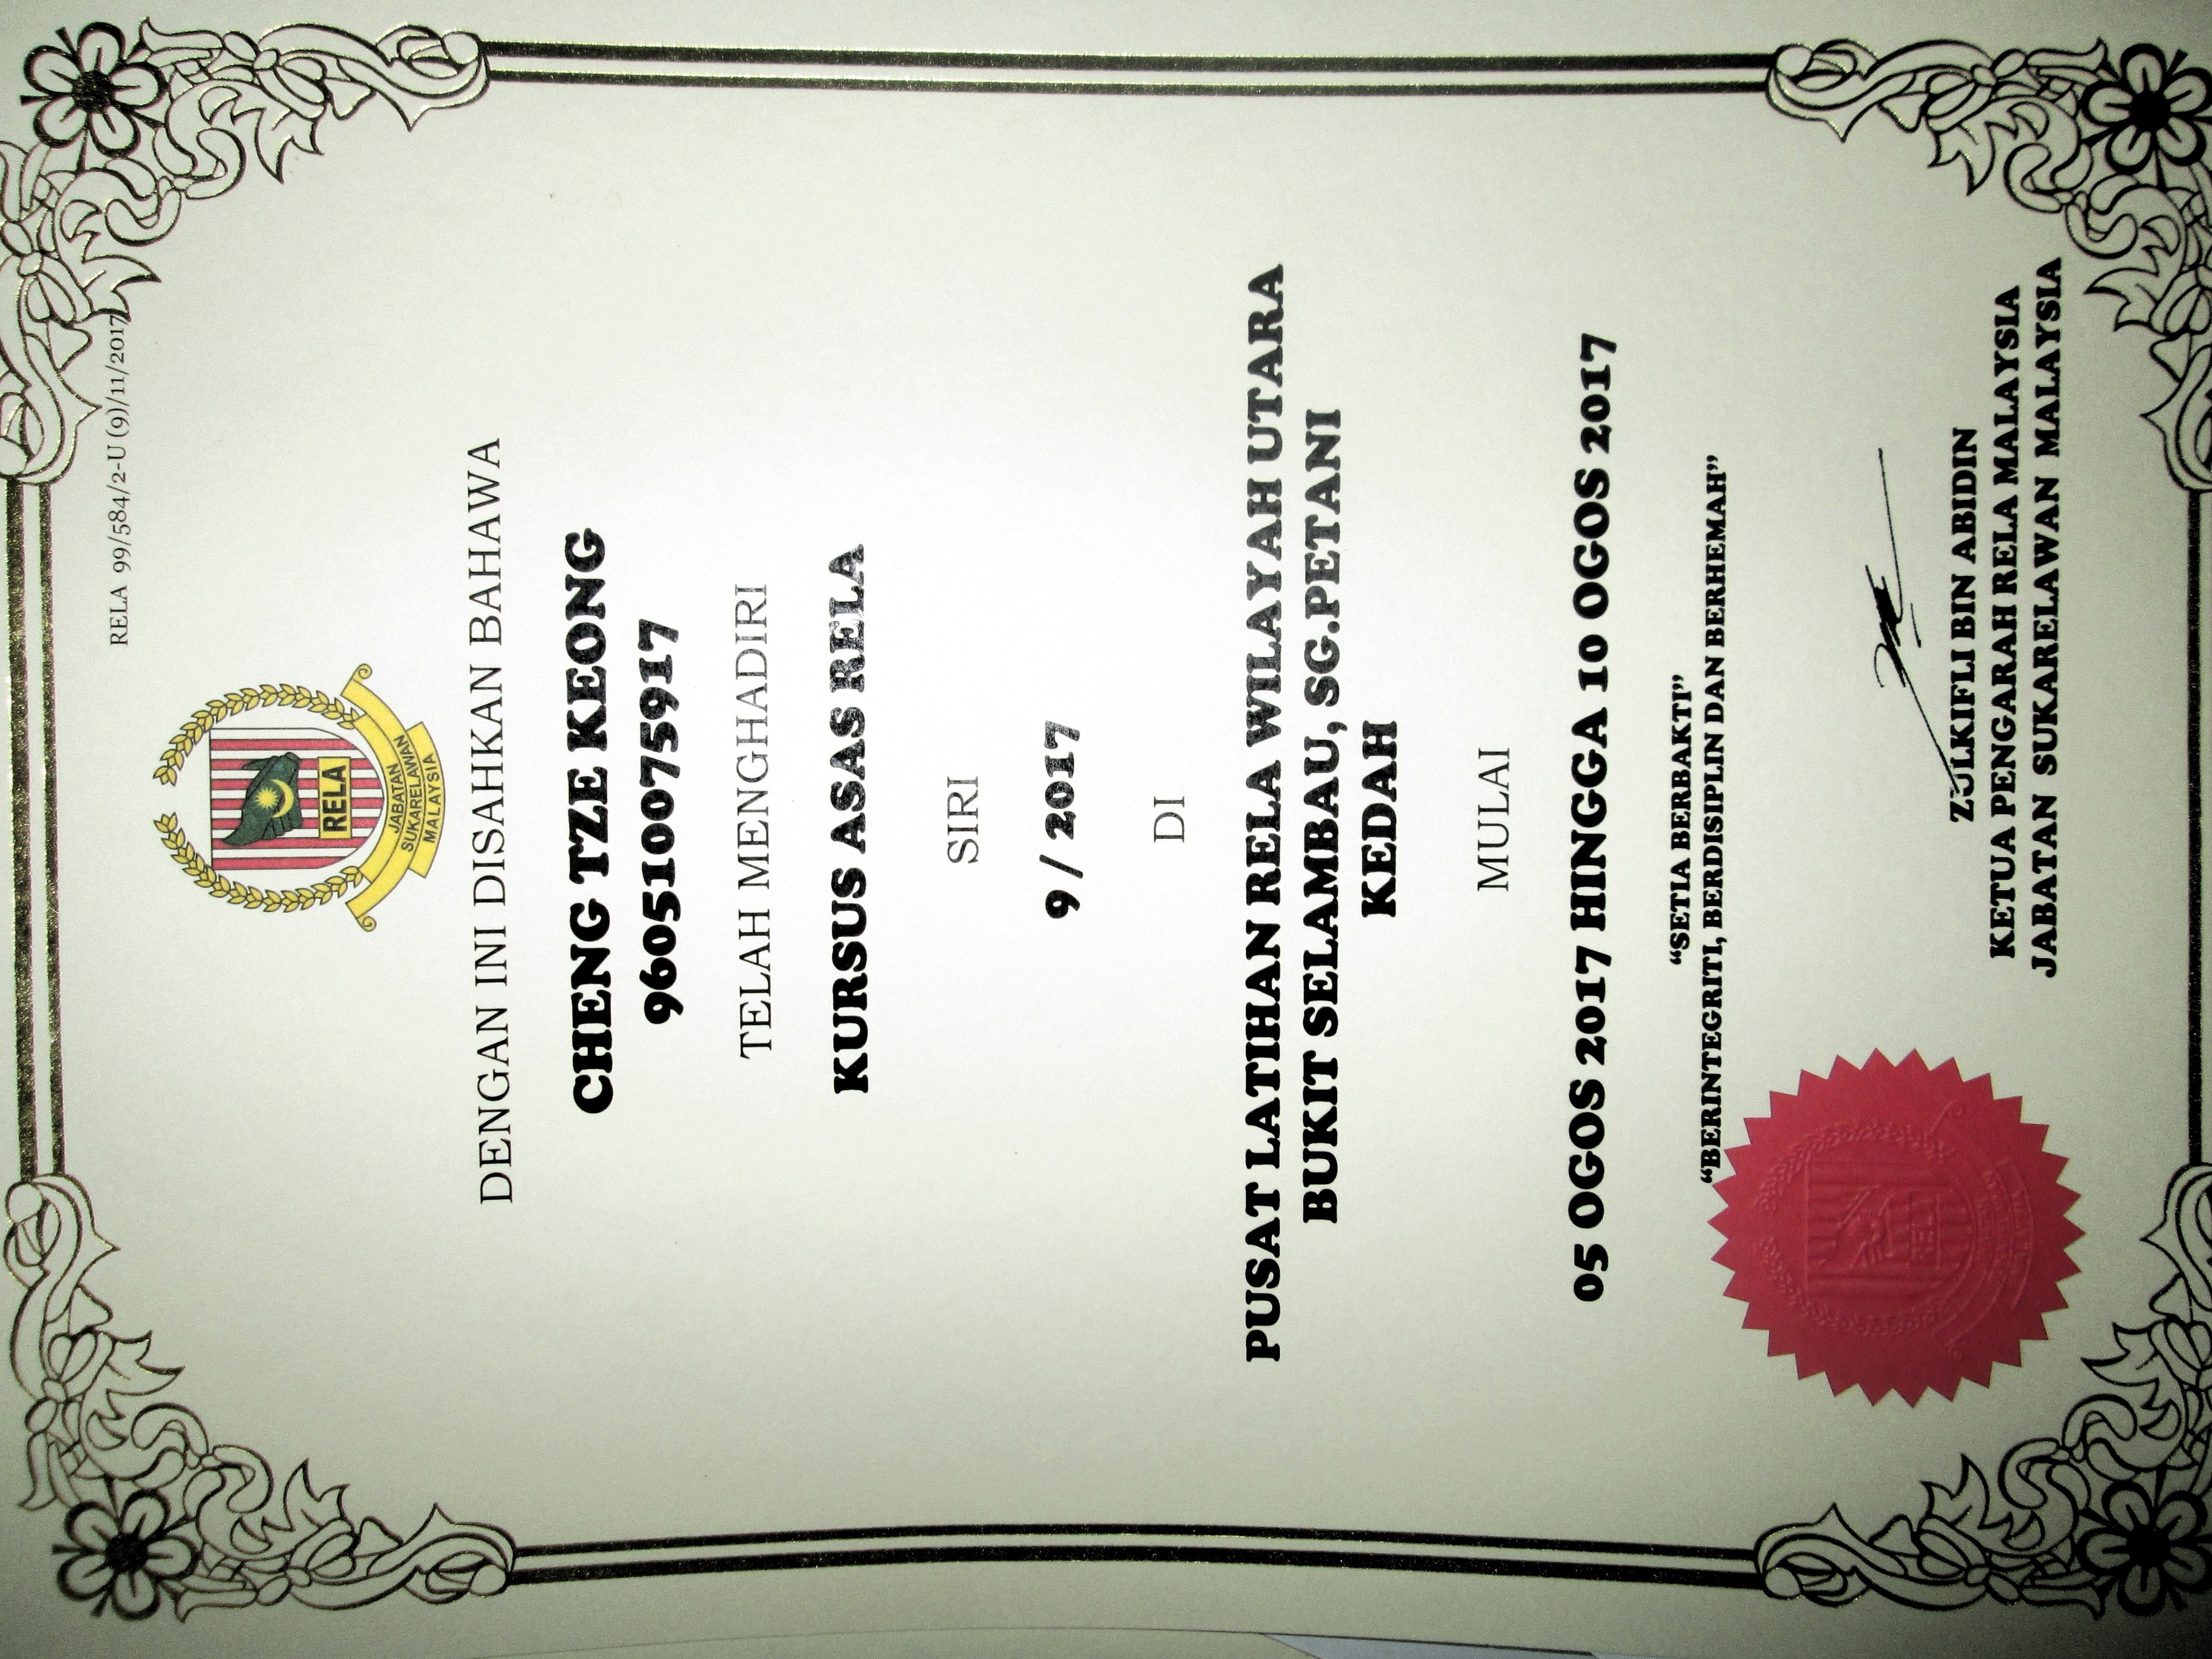 RELA 99/584/2-U (9)/11/2017
RELA
JABATAN
SUKARELAWAN
MALAYSIA
DENGAN INI DISAHKAN BAHAWA
CHENG TZE KEONG
960510075917
TELAH MENGHADIRI
KURSUS ASAS RELA
SIRI
9 / 2017
DI
PUSAT LATIHAN RELA WILAYAH UTARA
BUKIT SELAMBAU, SG.PETANI
KEDAH
MULAI
05 OGOS 2017 HINGGA 10 OGOS 2017
“SETIA BERBAKTI”
“BERINTEGRITI, BERDISIPLIN DAN BERHEMAH”
RELA
MALAYSIA
ZULKIFLI BIN ABIDIN
KETUA PENGARAH RELA MALAYSIA
JABATAN SUKARELAWAN MALAYSIA